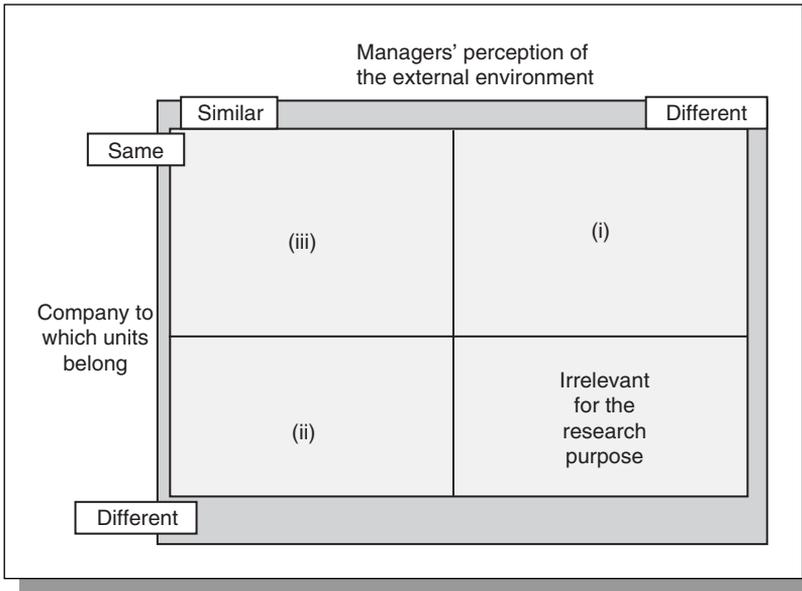 Managers’ perception of
the external environment
Similar
Different
Same
(iii)
(i)
Company to
which units
belong
(ii)
Irrelevant
for the
research
purpose
Different